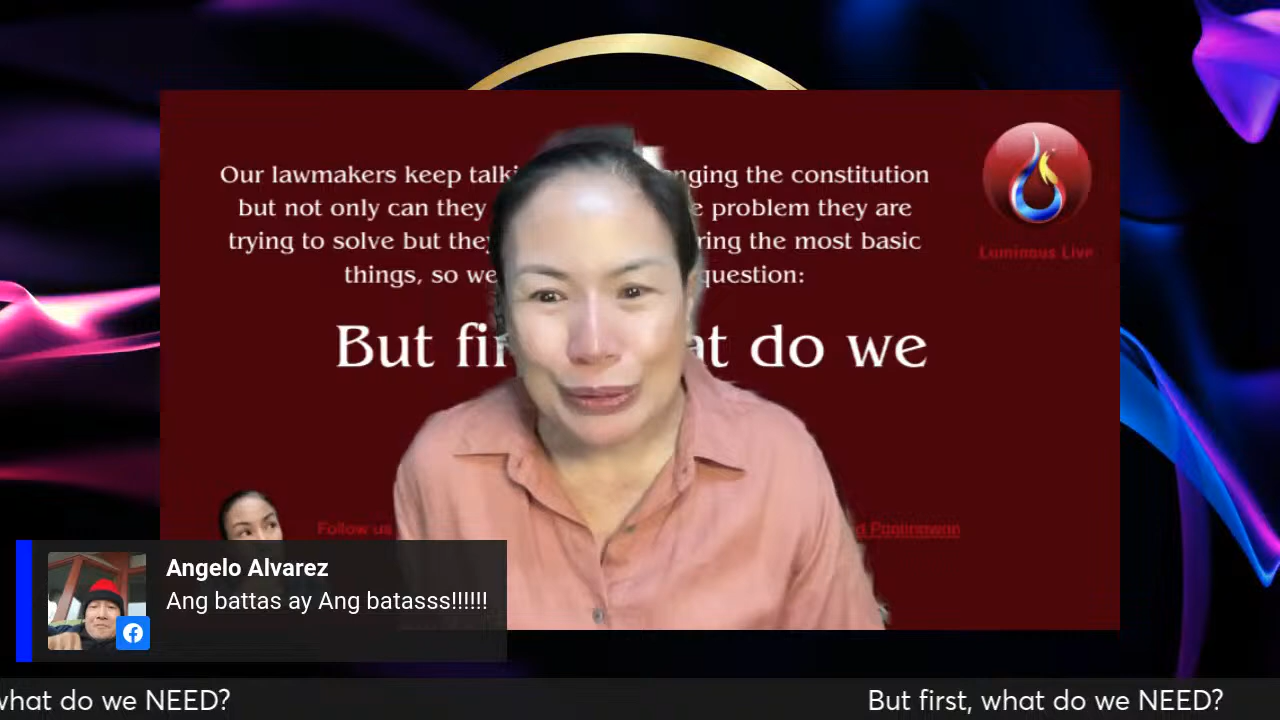 Our lawmakers keep talki nging the constitution
but not only can they e problem they are
trying to solve but they ring the most basic
things, so we question:
But fir at do we
Luminous Live
Follow us d Pagunawan
Angelo Alvarez
Ang battas ay Ang batasss!!!!!!
what do we NEED? But first, what do we NEED?